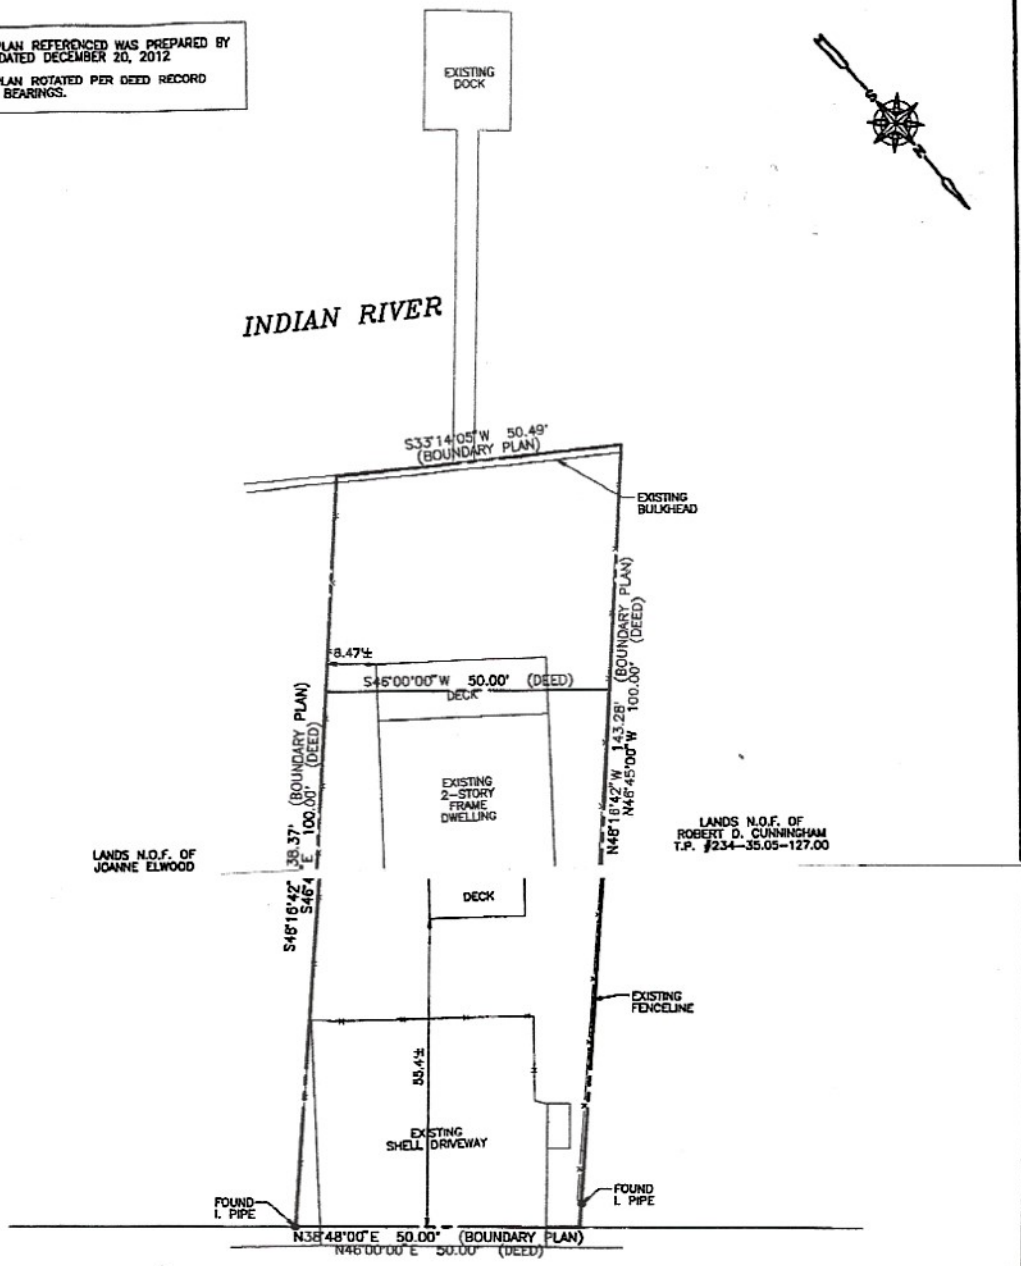 PLAN REFERENCED WAS PREPARED BY
DATED DECEMBER 20, 2012
PLAN ROTATED PER DEED RECORD
BEARINGS.
EXISTING
DOCK
S
N
INDIAN RIVER
S33°14'05"W 50.49'
(BOUNDARY PLAN)
EXISTING
BULKHEAD
8.47'±
S46°00'00"W 50.00' (DEED)
DECK
N48°16'42"W 143.28' (BOUNDARY PLAN)
N46°45'00"W 100.00' (DEED)
S48°16'42" 38.37' (BOUNDARY PLAN)
S46°4 "E 100.00' (DEED)
EXISTING
2-STORY
FRAME
DWELLING
LANDS N.O.F. OF
ROBERT D. CUNNINGHAM
T.P. #234-35.05-127.00
LANDS N.O.F. OF
JOANNE ELWOOD
DECK
EXISTING
FENCELINE
55.4'±
EXISTING
SHELL DRIVEWAY
FOUND
I. PIPE
FOUND
I. PIPE
N38°48'00"E 50.00' (BOUNDARY PLAN)
N46°00'00"E 50.00' (DEED)